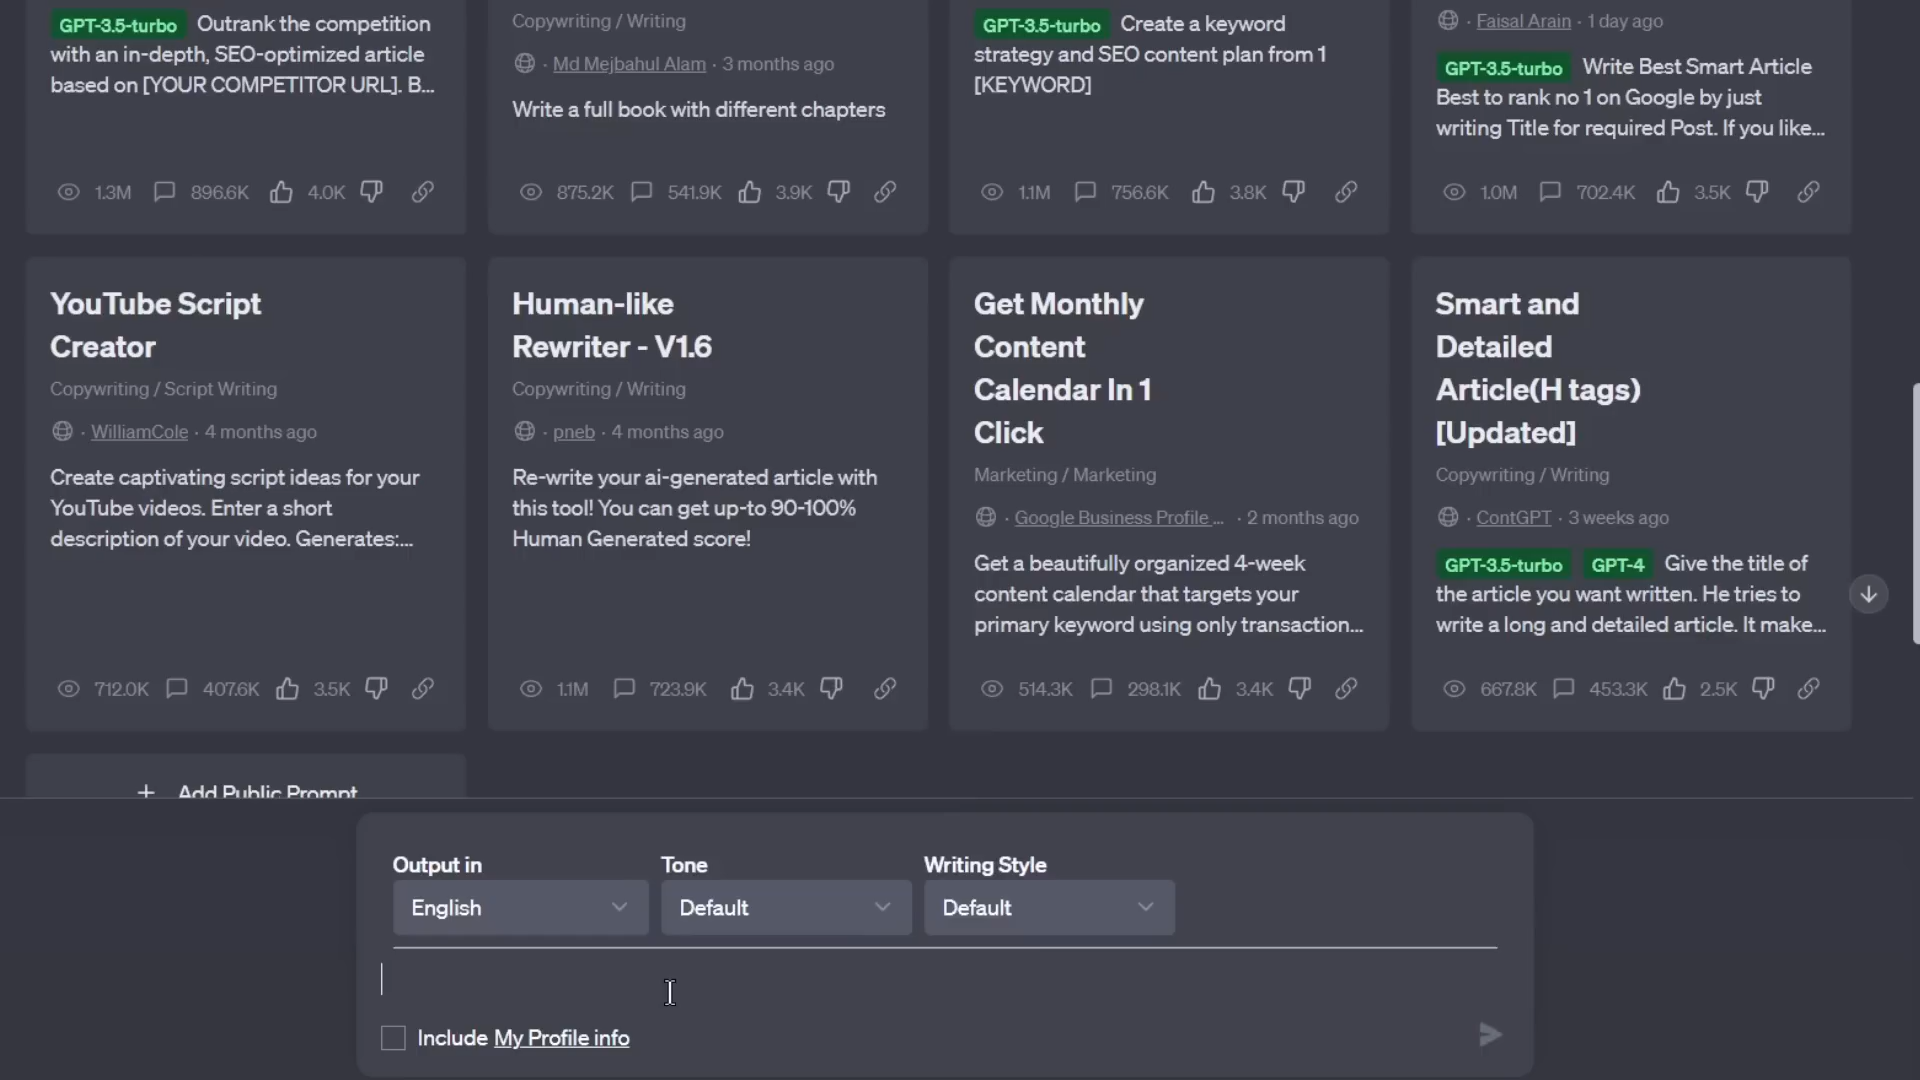 GPT-3.5-turbo Outrank the competition
with an in-depth, SEO-optimized article
based on [YOUR COMPETITOR URL]. B...
1.3M 896.6K 4.0K
Copywriting / Writing
· Md Mejbahul Alam · 3 months ago
Write a full book with different chapters
875.2K 541.9K 3.9K
GPT-3.5-turbo Create a keyword
strategy and SEO content plan from 1
[KEYWORD]
1.1M 756.6K 3.8K
· Faisal Arain · 1 day ago
GPT-3.5-turbo Write Best Smart Article
Best to rank no 1 on Google by just
writing Title for required Post. If you like...
1.0M 702.4K 3.5K
YouTube Script
Creator
Copywriting / Script Writing
· WilliamCole · 4 months ago
Create captivating script ideas for your
YouTube videos. Enter a short
description of your video. Generates:...
712.0K 407.6K 3.5K
Human-like
Rewriter - V1.6
Copywriting / Writing
· pneb · 4 months ago
Re-write your ai-generated article with
this tool! You can get up-to 90-100%
Human Generated score!
1.1M 723.9K 3.4K
Get Monthly
Content
Calendar In 1
Click
Marketing / Marketing
· Google Business Profile ... · 2 months ago
Get a beautifully organized 4-week
content calendar that targets your
primary keyword using only transaction...
514.3K 298.1K 3.4K
Smart and
Detailed
Article(H tags)
[Updated]
Copywriting / Writing
· ContGPT · 3 weeks ago
GPT-3.5-turbo GPT-4 Give the title of
the article you want written. He tries to
write a long and detailed article. It make...
667.8K 453.3K 2.5K
+ Add Public Prompt
Output in Tone Writing Style
English Default Default
Include My Profile info